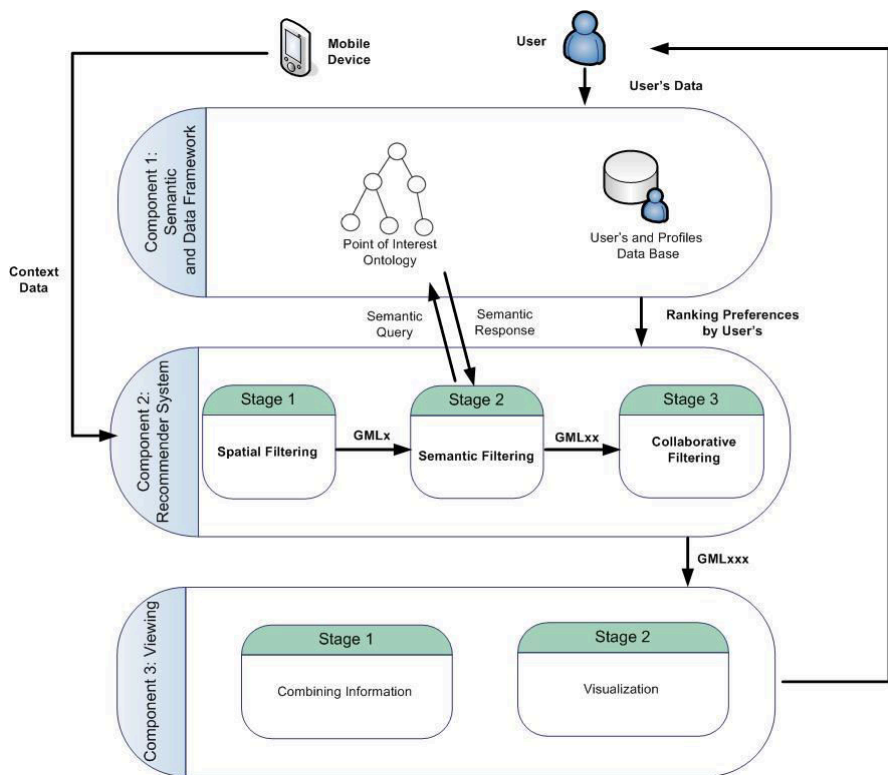 Mobile
Device
User
User's Data
Component 1:
Semantic
and Data Framework
Point of Interest
Ontology
User's and Profiles
Data Base
Context
Data
Semantic
Query
Semantic
Response
Ranking Preferences
by User's
Component 2:
Recommender System
Stage 1
Spatial Filtering
GMLx
Stage 2
Semantic Filtering
GMLxx
Stage 3
Collaborative
Filtering
GMLxxx
Component 3: Viewing
Stage 1
Combining Information
Stage 2
Visualization